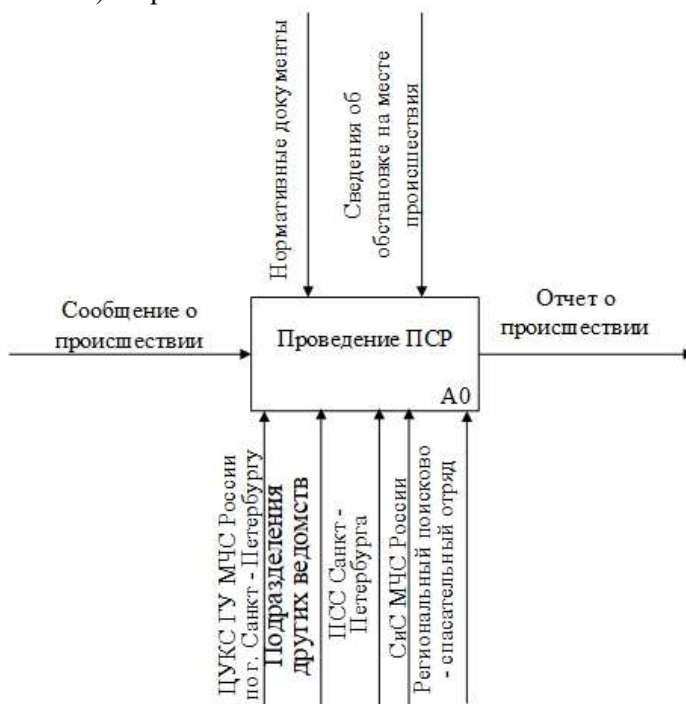 Нормативные документы
Сведения об
обстановке на месте
происшествия
Сообщение о
происшествии
Проведение ПСР
А0
Отчет о
происшествии
ЦУКС ГУ МЧС России
по г. Санкт - Петербургу
Подразделения
других ведомств
ПСС Санкт -
Петербурга
СиС МЧС России
Региональный поисково
- спасательный отряд